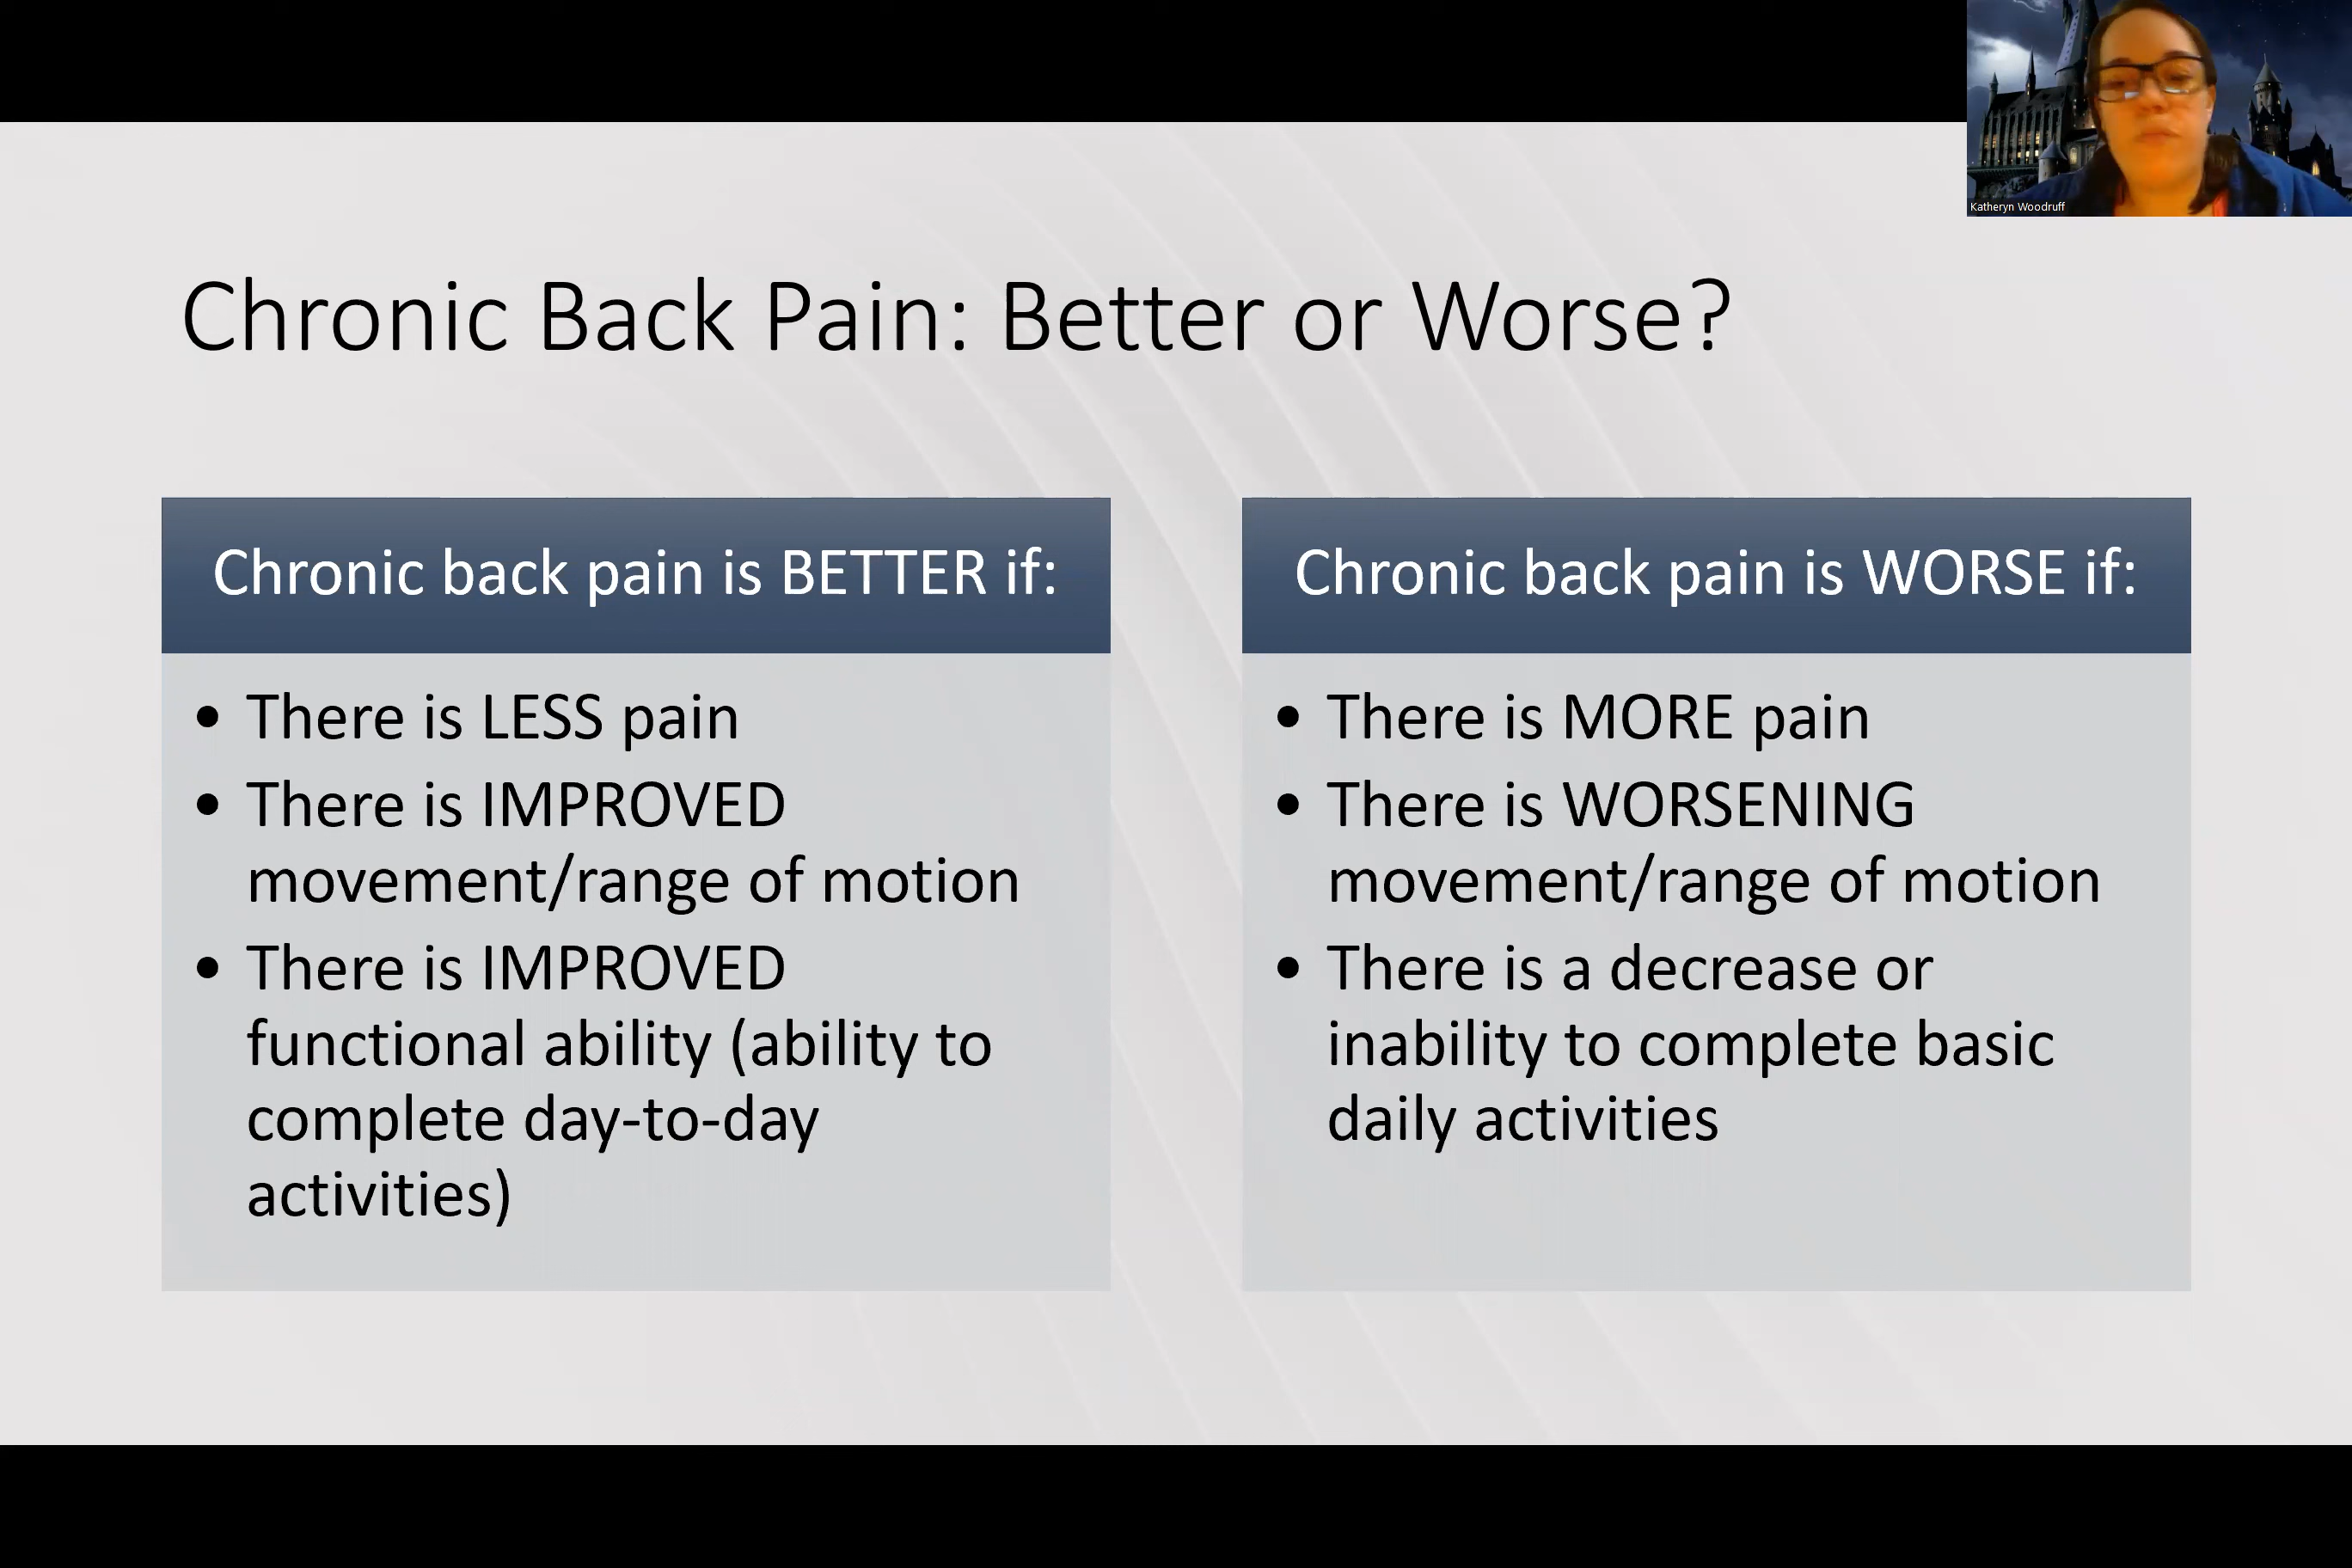 Katheryn Woodruff
Chronic Back Pain: Better or Worse?
Chronic back pain is BETTER if:
• There is LESS pain
• There is IMPROVED
movement/range of motion
• There is IMPROVED
functional ability (ability to
complete day-to-day
activities)
Chronic back pain is WORSE if:
• There is MORE pain
• There is WORSENING
movement/range of motion
• There is a decrease or
inability to complete basic
daily activities